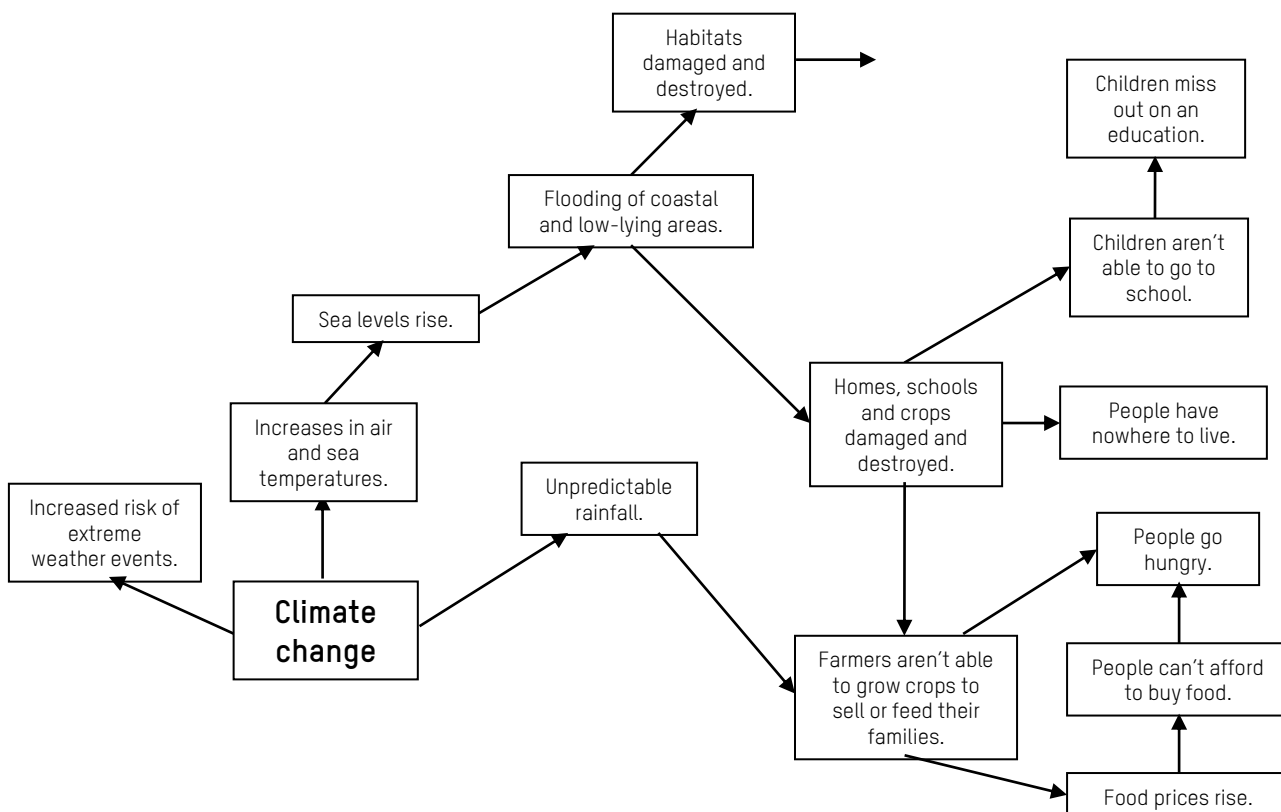 Habitats
damaged and
destroyed.
Children miss
out on an
education.
Flooding of coastal
and low-lying areas.
Children aren't
able to go to
school.
Sea levels rise.
Homes, schools
and crops
damaged and
destroyed.
People have
nowhere to live.
Increases in air
and sea
temperatures.
Unpredictable
rainfall.
Increased risk of
extreme
weather events.
People go
hungry.
Climate
change
Farmers aren't able
to grow crops to
sell or feed their
families.
People can't afford
to buy food.
Food prices rise.